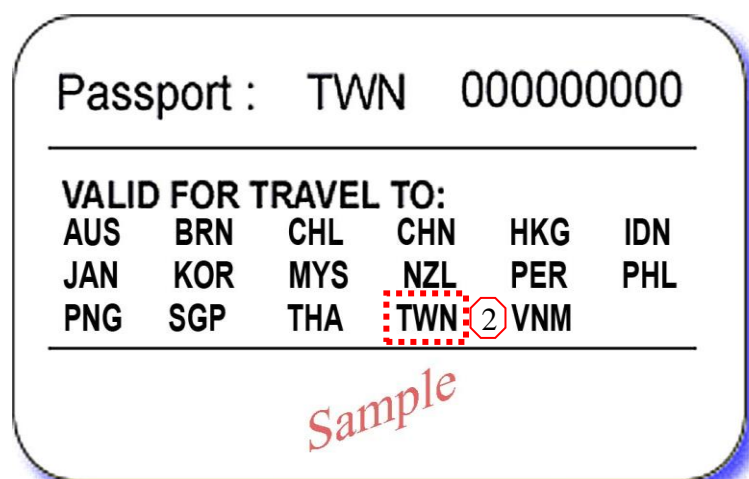 Passport : TWN 000000000
VALID FOR TRAVEL TO:
AUS BRN CHL CHN HKG IDN
JAN KOR MYS NZL PER PHL
PNG SGP THA TWN 2 VNM
Sample